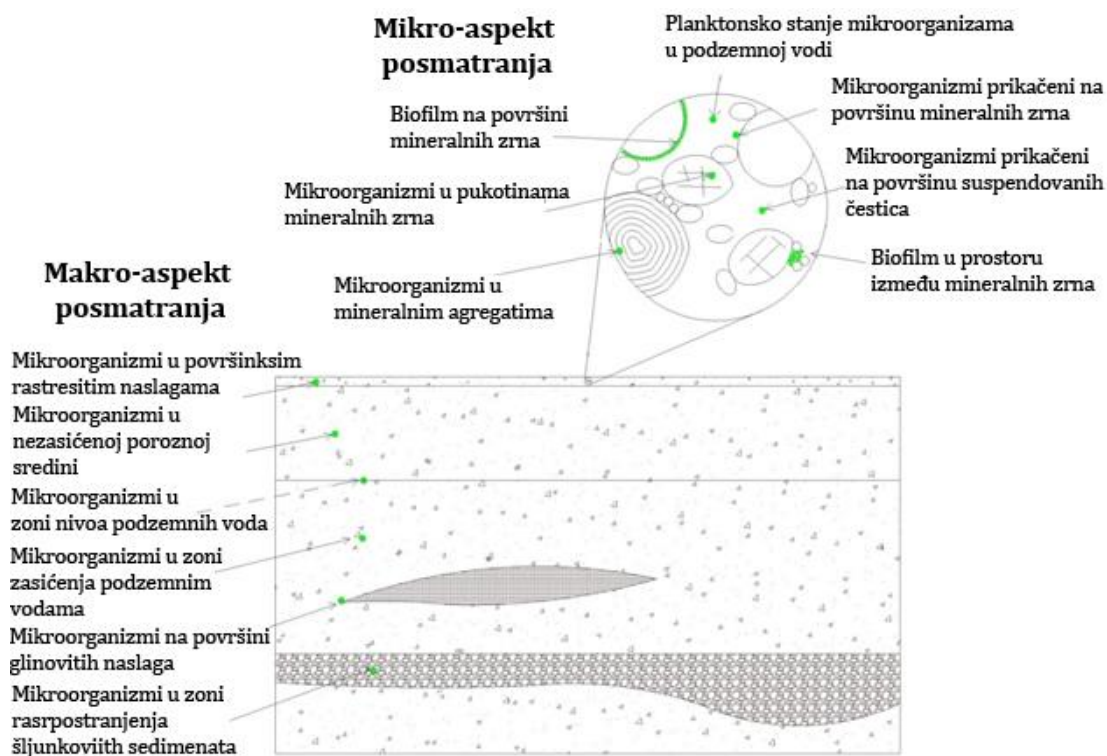 Mikro-aspekt
posmatranja
Planktonsko stanje mikroorganizama
u podzemnoj vodi
Biofilm na površini
mineralnih zrna
Mikroorganizmi prikačeni na
površinu mineralnih zrna
Mikroorganizmi u pukotinama
mineralnih zrna
Mikroorganizmi prikačeni
na površinu suspendovanih
čestica
Mikroorganizmi u
mineralnim agregatima
Biofilm u prostoru
između mineralnih zrna
Makro-aspekt
posmatranja
Mikroorganizmi u površinksim
rastresitim naslagama
Mikroorganizmi u
nezasićenoj poroznoj
sredini
Mikroorganizmi u
zoni nivoa podzemnih voda
Mikroorganizmi u zoni
zasićenja podzemnim
vodama
Mikroorganizmi na površini
glinovitih naslaga
Mikroorganizmi u zoni
rasrpostranjenja
šljunkoviith sedimenata